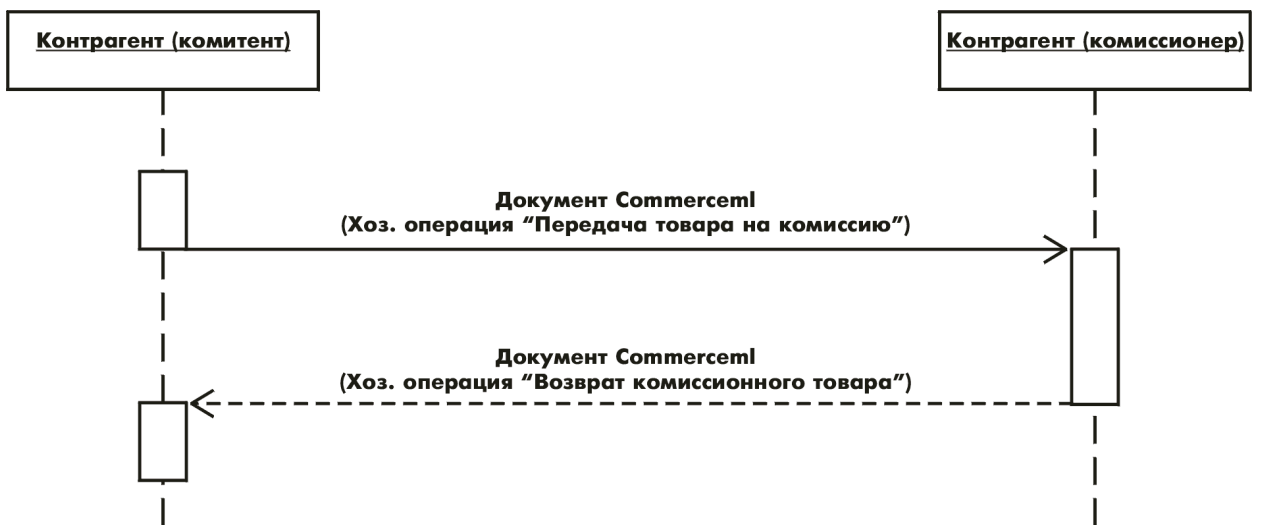 Контрагент (комитент)
Контрагент (комиссионер)
Документ Commerceml
(Хоз. операция “Передача товара на комиссию”)
Документ Commerceml
(Хоз. операция “Возврат комиссионного товара”)